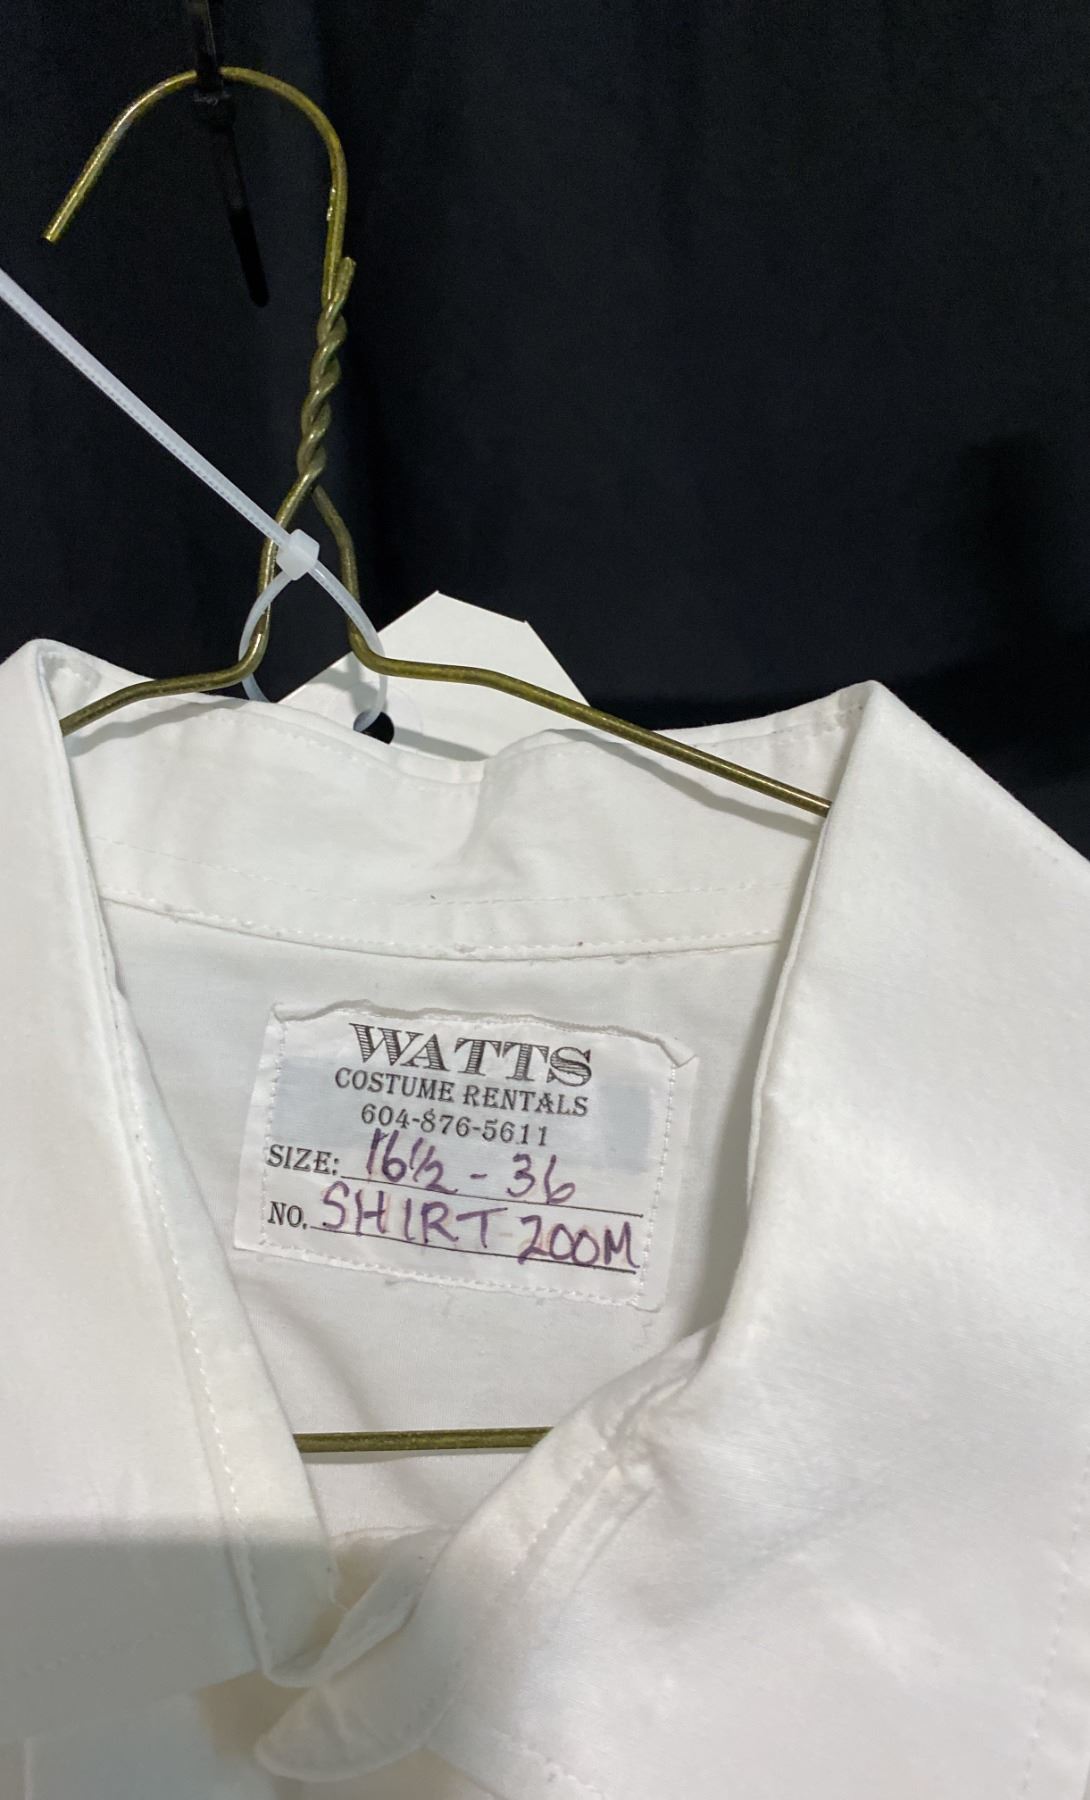 WATTS
COSTUME RENTALS
604-876-5611
SIZE: 16½ - 36
NO. SHIRT 200M